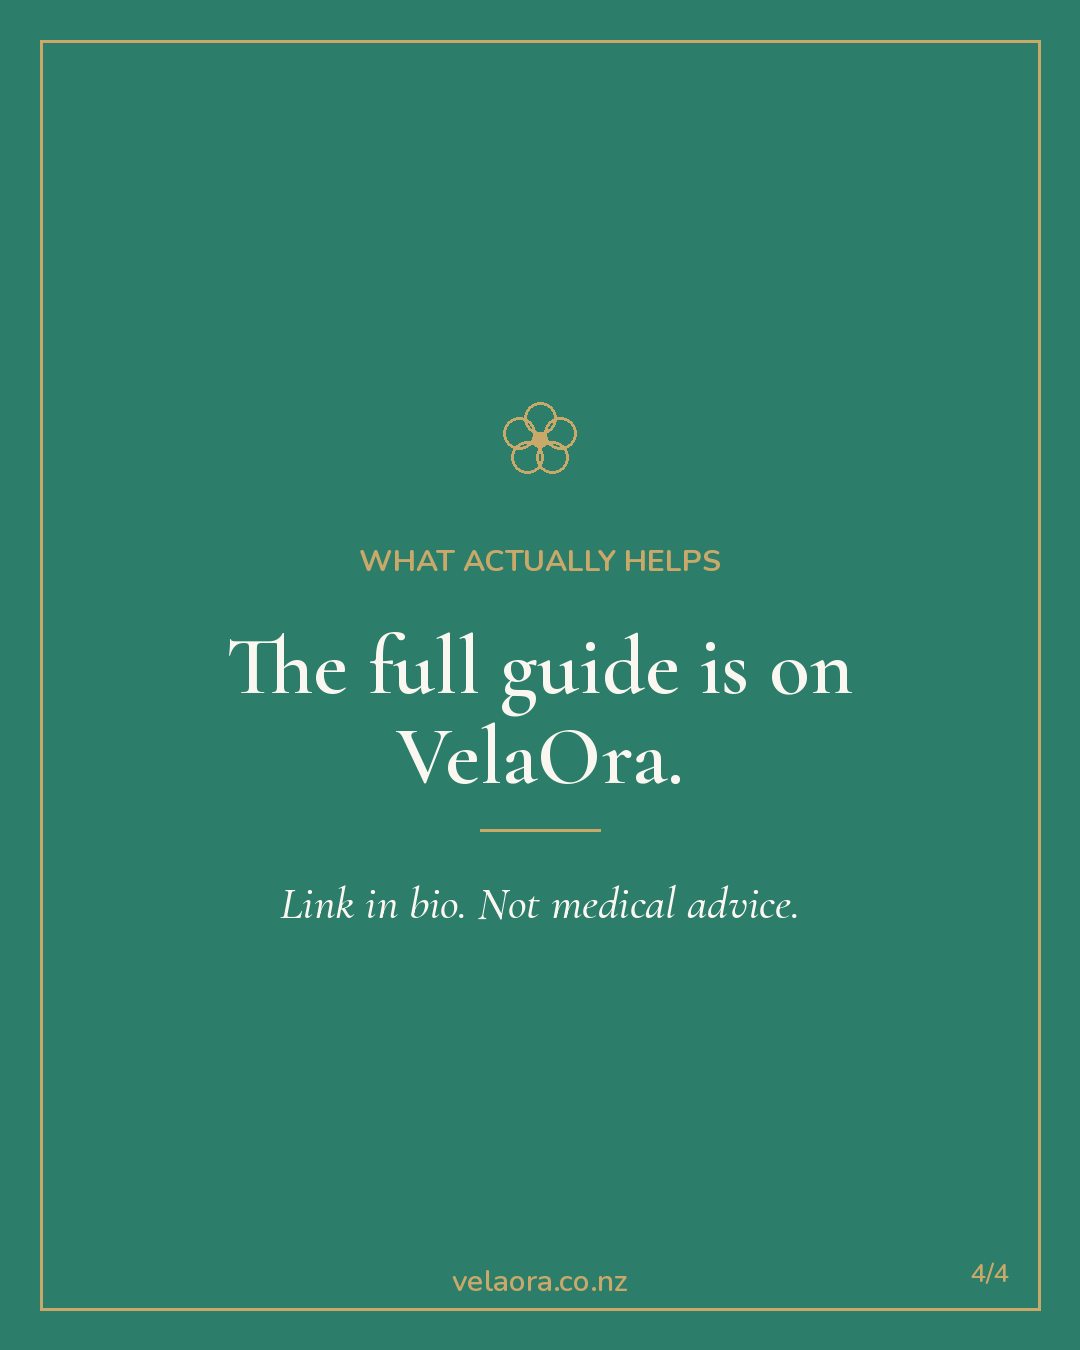 WHAT ACTUALLY HELPS
The full guide is on
VelaOra.
Link in bio. Not medical advice.
velaora.co.nz
4/4